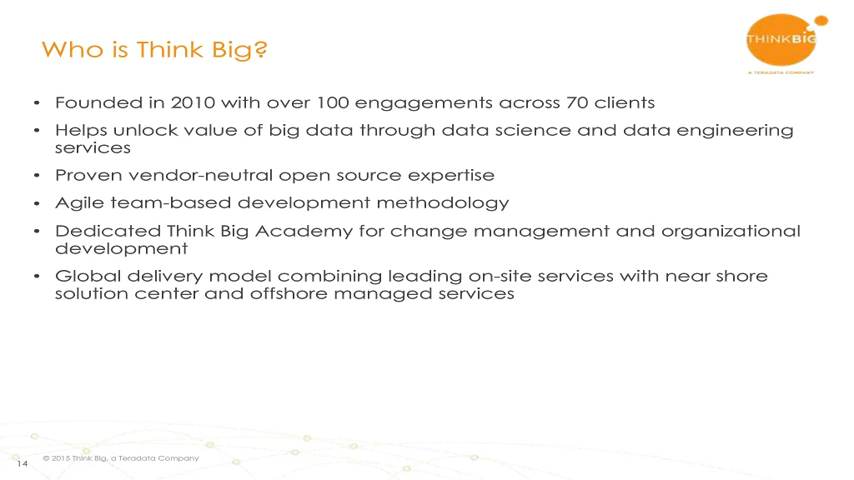 Who is Think Big?
THINKBIG
A TERADATA COMPANY
• Founded in 2010 with over 100 engagements across 70 clients
• Helps unlock value of big data through data science and data engineering
services
• Proven vendor-neutral open source expertise
• Agile team-based development methodology
• Dedicated Think Big Academy for change management and organizational
development
• Global delivery model combining leading on-site services with near shore
solution center and offshore managed services
14
© 2015 Think Big, a Teradata Company